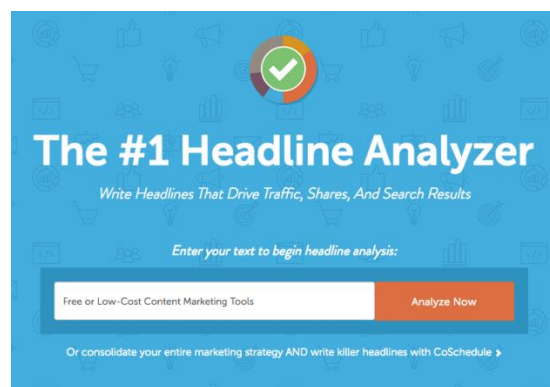 The #1 Headline Analyzer
Write Headlines That Drive Traffic, Shares, And Search Results
Enter your text to begin headline analysis:
Free or Low-Cost Content Marketing Tools
Analyze Now
Or consolidate your entire marketing strategy AND write killer headlines with CoSchedule >